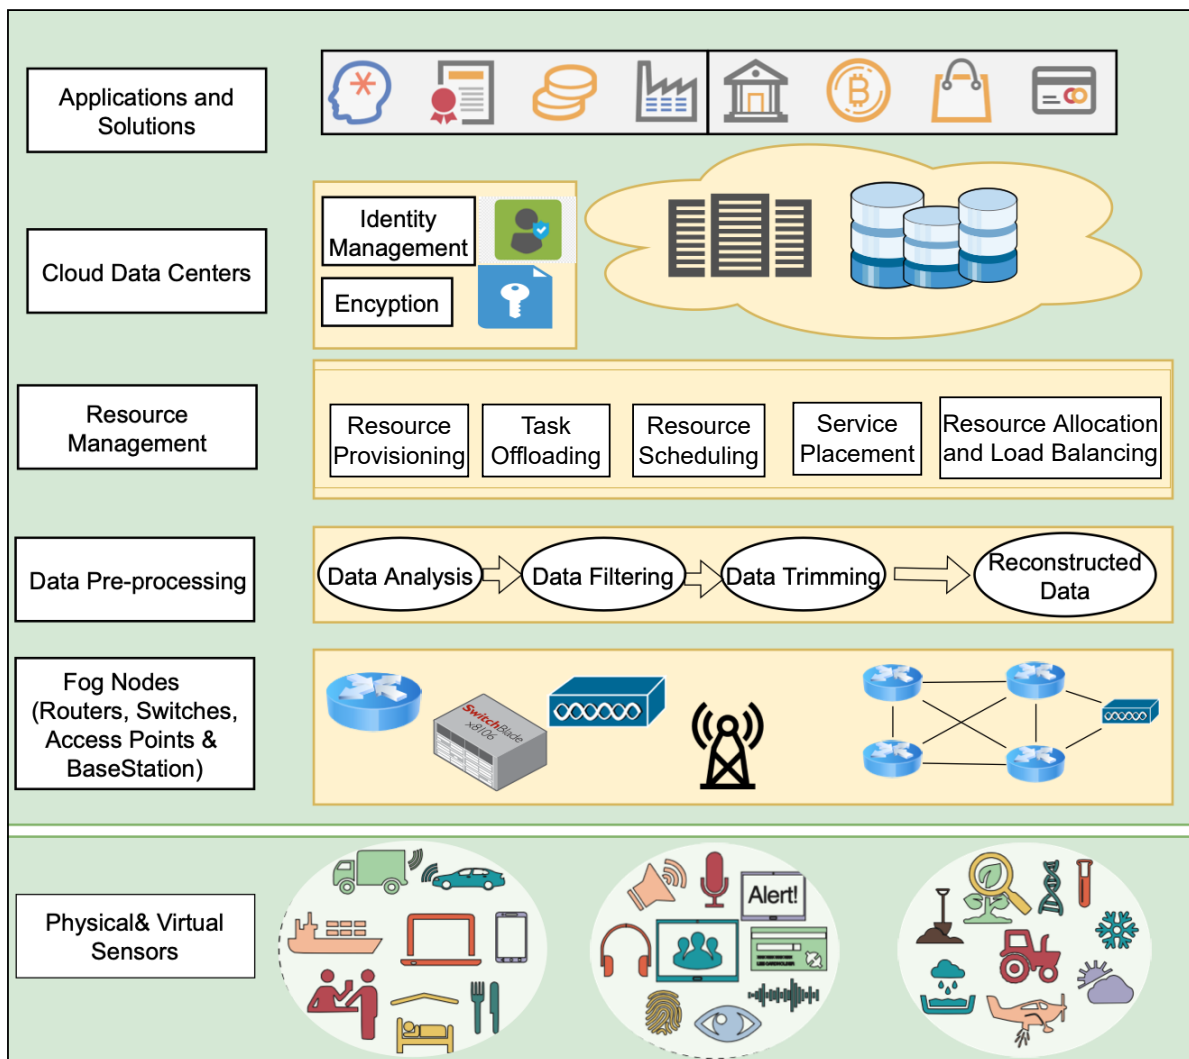 Applications and
Solutions
Identity
Management
Cloud Data Centers
Encyption
Resource
Management
Resource
Provisioning
Task
Offloading
Resource
Scheduling
Service
Placement
Resource Allocation
and Load Balancing
Data Pre-processing
Data Analysis
Data Filtering
Data Trimming
Reconstructed
Data
Fog Nodes
(Routers, Switches,
Access Points &
BaseStation)
SwitchBlade
x8106
Physical& Virtual
Sensors
Alert!